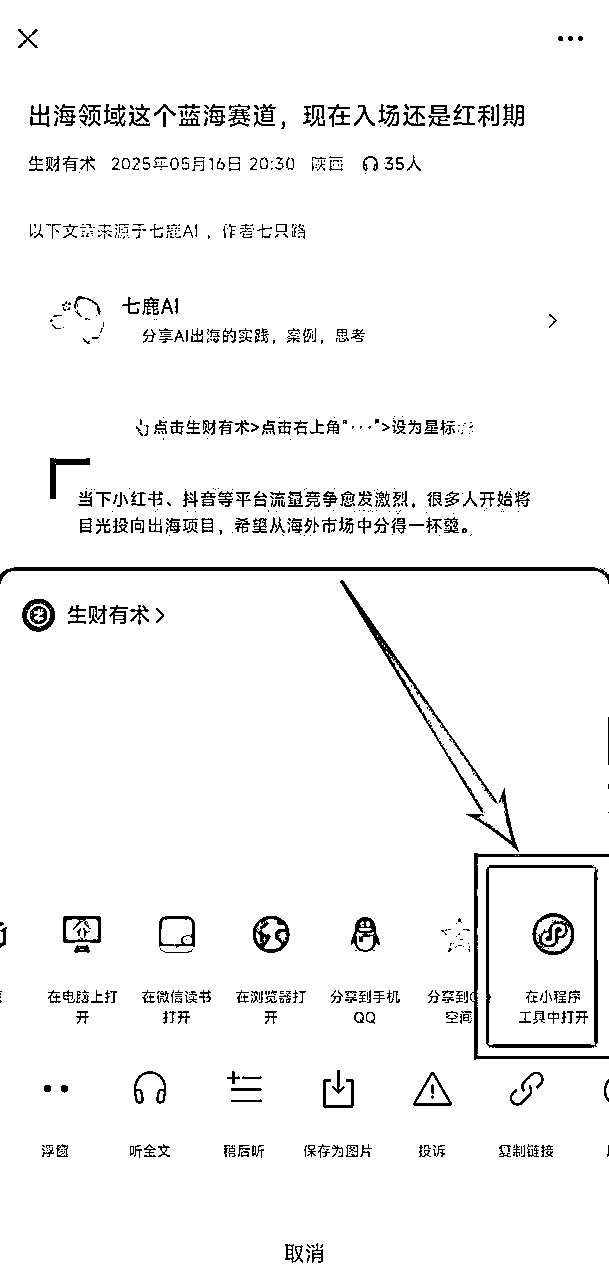 出海领域这个蓝海赛道，现在入场还是红利期
生财有术 2025年05月16日 20:30 陕西 35人
以下文章来源于七鹿AI ，作者七只鹿
七鹿AI
分享AI出海的实践，案例，思考
点击生财有术>点击右上角"···">设为星标
当下小红书、抖音等平台流量竞争愈发激烈，很多人开始将
目光投向出海项目，希望从海外市场中分得一杯羹。
生财有术
在电脑上打
开
在微信读书
打开
在浏览器打
开
分享到手机
QQ
分享到
空间
在小程序
工具中打开
浮窗
听全文
稍后听
保存为图片
投诉
复制链接
取消